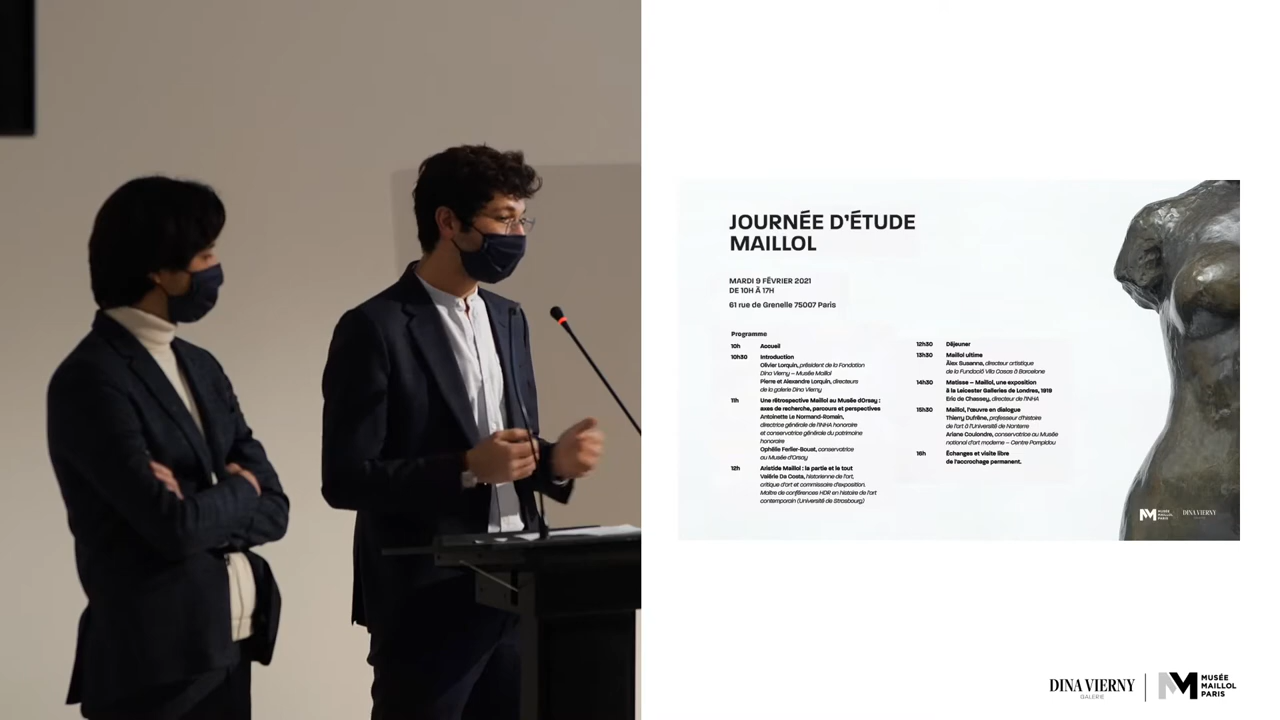 JOURNÉE D'ÉTUDE
MAILLOL
MARDI 9 FÉVRIER 2021
DE 10H À 17H
61 rue de Grenelle 75007 Paris
Programme
10h Accueil
10h30 Introduction
Olivier Lorquin, président de la Fondation
Dina Vierny – Musée Maillol
Pierre et Alexandre Lorquin, directeurs
de la galerie Dina Vierny
11h Une rétrospective Maillol au Musée d'Orsay :
axes de recherche, parcours et perspectives
Antoinette Le Normand-Romain,
directrice générale de l'INHA honoraire
et conservatrice générale du patrimoine
honoraire
Ophélie Ferlier-Bouat, conservatrice
au Musée d'Orsay
12h Aristide Maillol : la partie et le tout
Valérie Da Costa, historienne de l'art,
critique d'art et commissaire d'exposition.
Maître de conférences HDR en histoire de l'art
contemporain (Université de Strasbourg)
12h30 Déjeuner
13h30 Maillol ultime
Àlex Susanna, directeur artistique
de la Fundació Vila Casas à Barcelone
14h30 Matisse – Maillol, une exposition
à la Leicester Galleries de Londres, 1919
Eric de Chassey, directeur de l'INHA
15h30 Maillol, l'œuvre en dialogue
Thierry Dufrêne, professeur d'histoire
de l'art à l'Université de Nanterre
Ariane Coulondre, conservatrice au Musée
national d'art moderne – Centre Pompidou
16h Échanges et visite libre
de l'accrochage permanent.
MUSÉE
MAILLOL
PARIS
DINA VIERNY
DINA VIERNY
GALERIE
MUSÉE
MAILLOL
PARIS